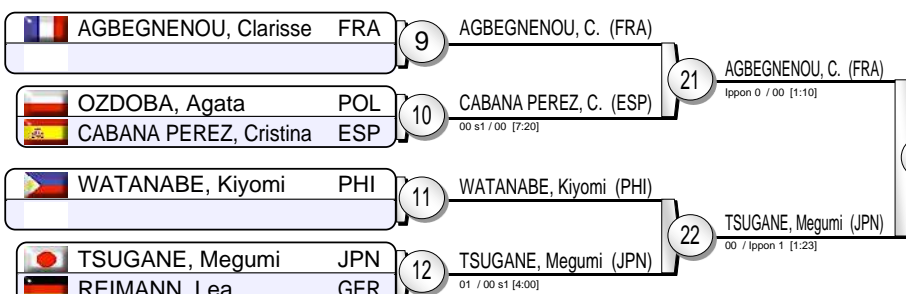 AGBEGNENOU, Clarisse FRA
9
AGBEGNENOU, C. (FRA)
21
AGBEGNENOU, C. (FRA)
Ippon 0 / 00 [1:10]
OZDOBA, Agata POL
CABANA PEREZ, Cristina ESP
10
CABANA PEREZ, C. (ESP)
00 s1 / 00 [7:20]
WATANABE, Kiyomi PHI
11
WATANABE, Kiyomi (PHI)
22
TSUGANE, Megumi (JPN)
00 / Ippon 1 [1:23]
TSUGANE, Megumi JPN
REIMANN, Lea GER
12
TSUGANE, Megumi (JPN)
01 / 00 s1 [4:00]